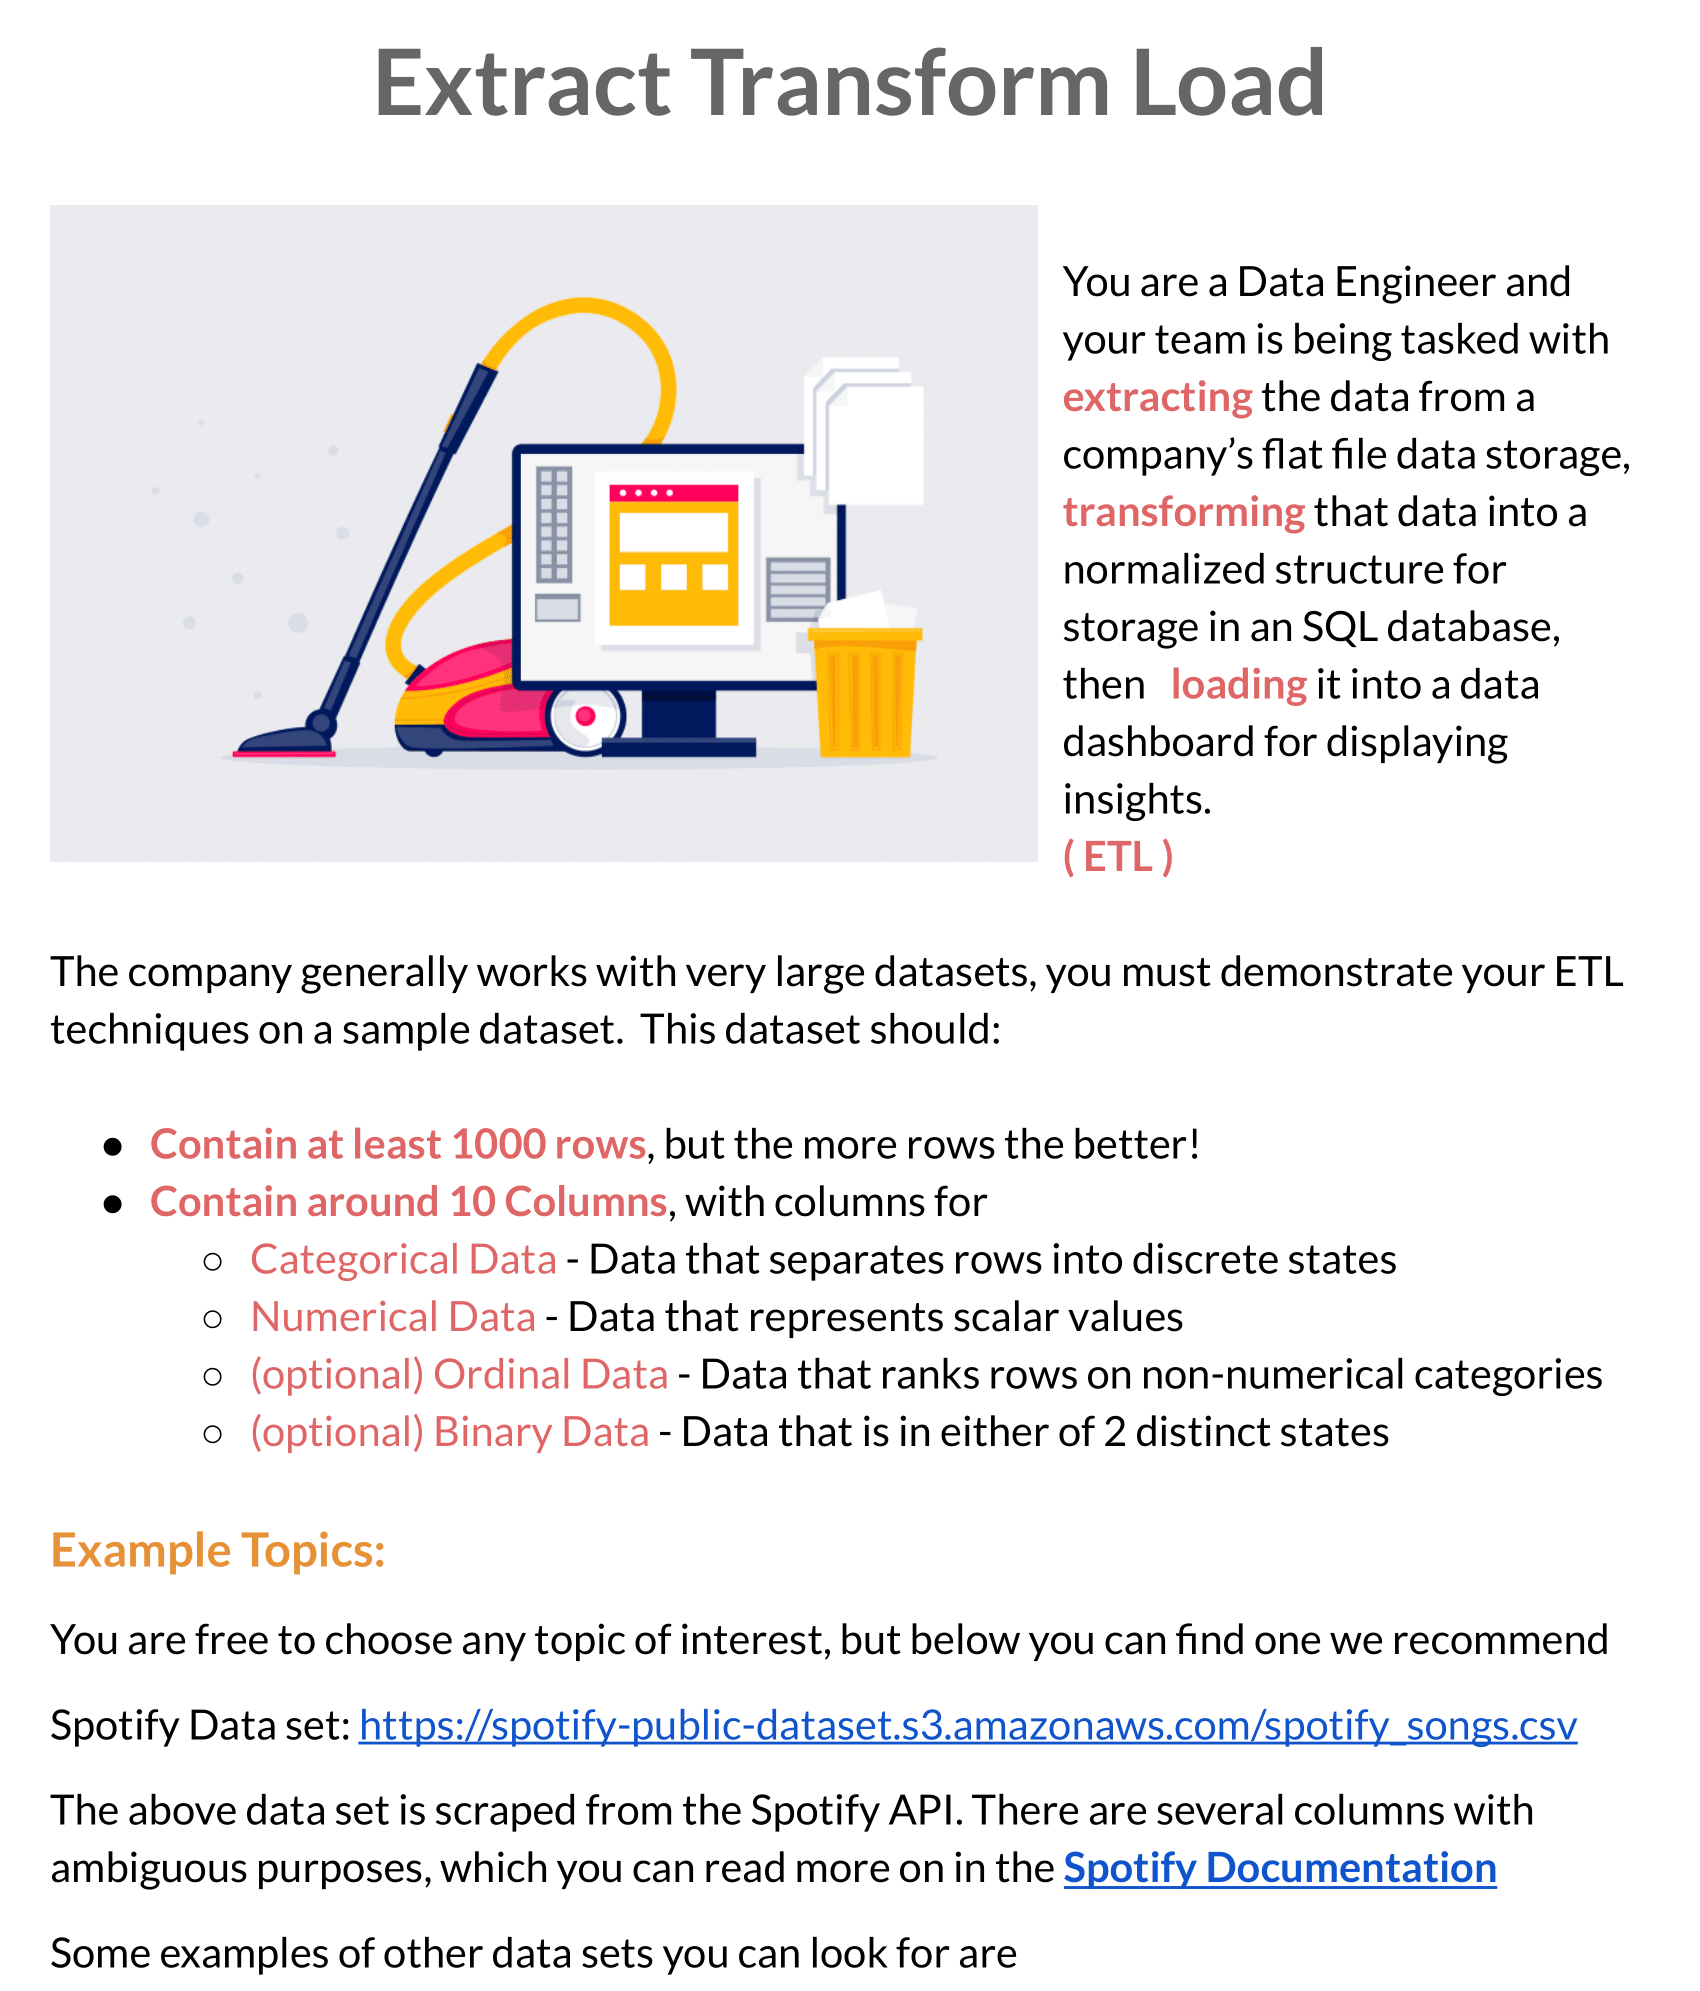 Extract Transform Load
You are a Data Engineer and
your team is being tasked with
extracting the data from a
company’s flat file data storage,
transforming that data into a
normalized structure for
storage in an SQL database,
then   loading it into a data
dashboard for displaying
insights.
( ETL )
The company generally works with very large datasets, you must demonstrate your ETL
techniques on a sample dataset.  This dataset should:
● Contain at least 1000 rows, but the more rows the better!
● Contain around 10 Columns, with columns for
○ Categorical Data - Data that separates rows into discrete states
○ Numerical Data - Data that represents scalar values
○ (optional) Ordinal Data - Data that ranks rows on non-numerical categories
○ (optional) Binary Data - Data that is in either of 2 distinct states
Example Topics:
You are free to choose any topic of interest, but below you can find one we recommend
Spotify Data set: https://spotify-public-dataset.s3.amazonaws.com/spotify_songs.csv
The above data set is scraped from the Spotify API. There are several columns with
ambiguous purposes, which you can read more on in the Spotify Documentation
Some examples of other data sets you can look for are